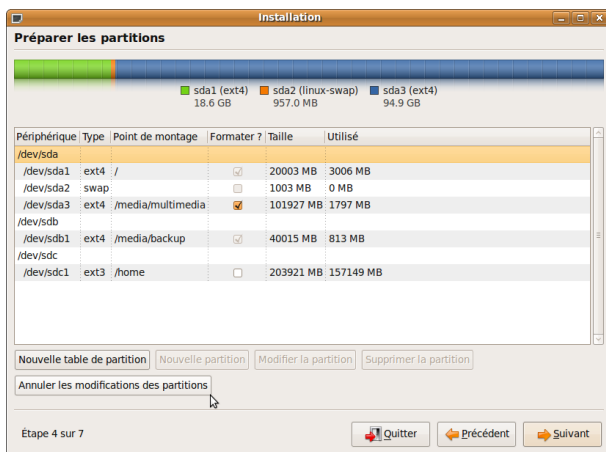 Installation
Préparer les partitions
sda1 (ext4) sda2 (linux-swap) sda3 (ext4)
18.6 GB 957.0 MB 94.9 GB
Périphérique Type Point de montage Formater ? Taille Utilisé
/dev/sda
/dev/sda1 ext4 / 20003 MB 3006 MB
/dev/sda2 swap 1003 MB 0 MB
/dev/sda3 ext4 /media/multimedia 101927 MB 1797 MB
/dev/sdb
/dev/sdb1 ext4 /media/backup 40015 MB 813 MB
/dev/sdc
/dev/sdc1 ext3 /home 203921 MB 157149 MB
Nouvelle table de partition Nouvelle partition Modifier la partition Supprimer la partition
Annuler les modifications des partitions
Étape 4 sur 7 Quitter Précédent Suivant